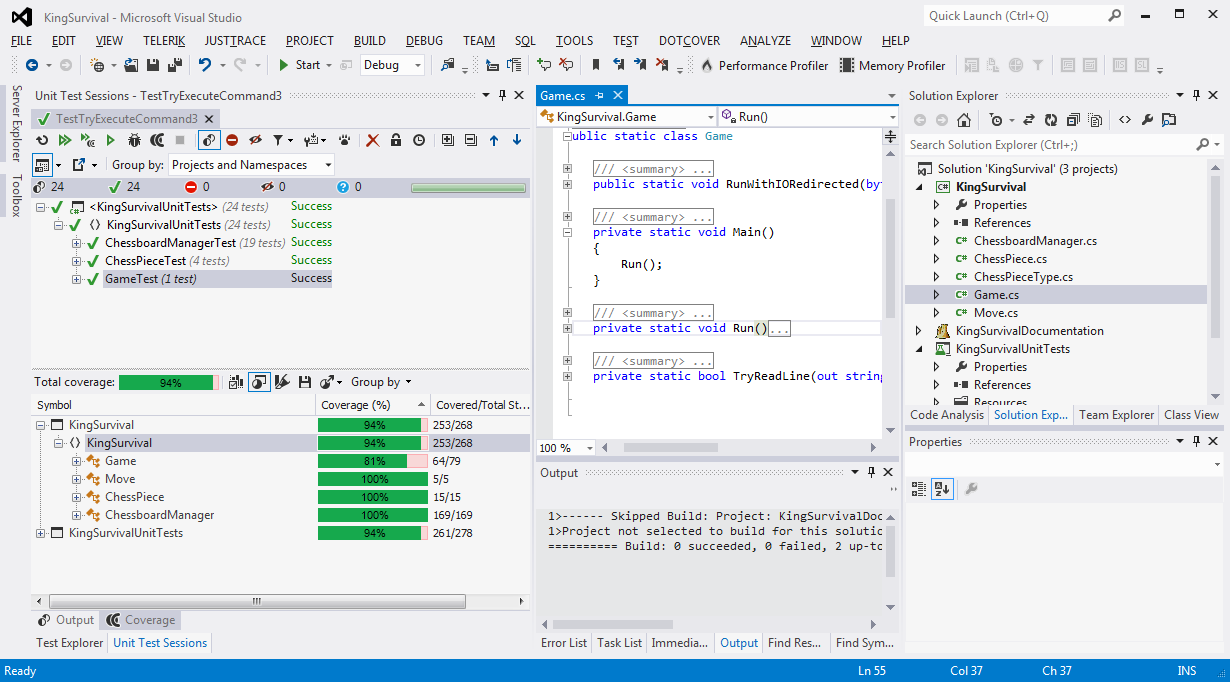 KingSurvival - Microsoft Visual Studio
Quick Launch (Ctrl+Q)
FILE EDIT VIEW TELERIK JUSTTRACE PROJECT BUILD DEBUG TEAM SQL TOOLS TEST DOTCOVER ANALYZE WINDOW HELP
Start Debug Performance Profiler Memory Profiler
Server Explorer
Toolbox
Unit Test Sessions - TestTryExecuteCommand3
TestTryExecuteCommand3
Group by: Projects and Namespaces
24 24 0 0 0
<KingSurvivalUnitTests> (24 tests) Success
KingSurvivalUnitTests (24 tests) Success
ChessboardManagerTest (19 tests) Success
ChessPieceTest (4 tests) Success
GameTest (1 test) Success
Total coverage: 94% Group by
Symbol Coverage (%) Covered/Total St...
KingSurvival 94% 253/268
KingSurvival 94% 253/268
Game 81% 64/79
Move 100% 5/5
ChessPiece 100% 15/15
ChessboardManager 100% 169/169
KingSurvivalUnitTests 94% 261/278
Output Coverage
Test Explorer Unit Test Sessions
Game.cs
KingSurvival.Game Run()
ublic static class Game
/// <summary> ...
public static void RunWithIORedirected(by
/// <summary> ...
private static void Main()
{
Run();
}
/// <summary> ...
private static void Run()...
/// <summary> ...
private static bool TryReadLine(out string
100 %
Output
1>------ Skipped Build: Project: KingSurvivalDoc
1>Project not selected to build for this solutio
========== Build: 0 succeeded, 0 failed, 2 up-to
Error List Task List Immedia... Output Find Res... Find Sym...
Solution Explorer
Search Solution Explorer (Ctrl+;)
Solution 'KingSurvival' (3 projects)
KingSurvival
Properties
References
ChessboardManager.cs
ChessPiece.cs
ChessPieceType.cs
Game.cs
Move.cs
KingSurvivalDocumentation
KingSurvivalUnitTests
Properties
References
Resources
Code Analysis Solution Exp... Team Explorer Class View
Properties
Ready Ln 55 Col 37 Ch 37 INS